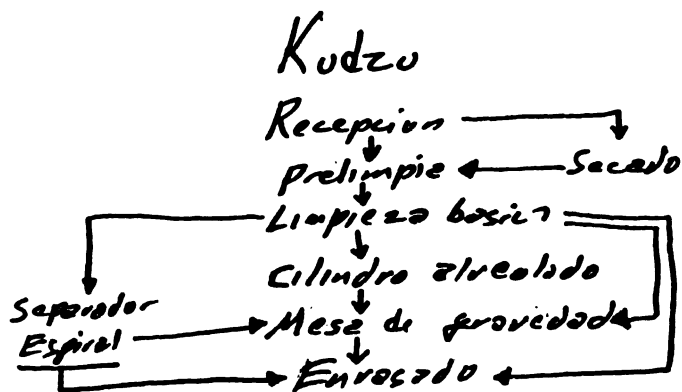 Kudzu
Recepcion
Secado
Prelimpie
Limpieza basica
Cilindro alveolado
Separador
Espiral
Mesa de gravedad
Envasado